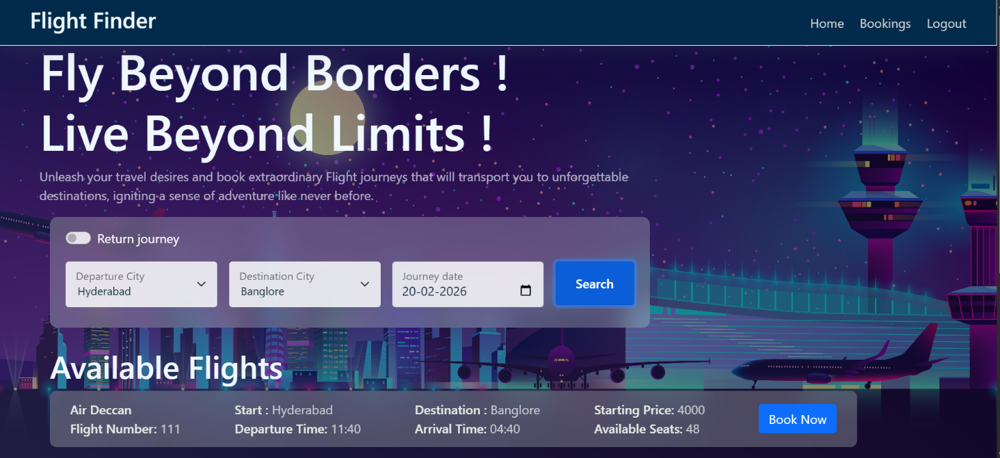 Flight Finder
Home Bookings Logout
Fly Beyond Borders !
Live Beyond Limits !
Unleash your travel desires and book extraordinary Flight journeys that will transport you to unforgettable
destinations, igniting a sense of adventure like never before.
Return journey
Departure City
Hyderabad
Destination City
Banglore
Journey date
20-02-2026
Search
Available Flights
Air Deccan
Flight Number: 111
Start : Hyderabad
Departure Time: 11:40
Destination : Banglore
Arrival Time: 04:40
Starting Price: 4000
Available Seats: 48
Book Now